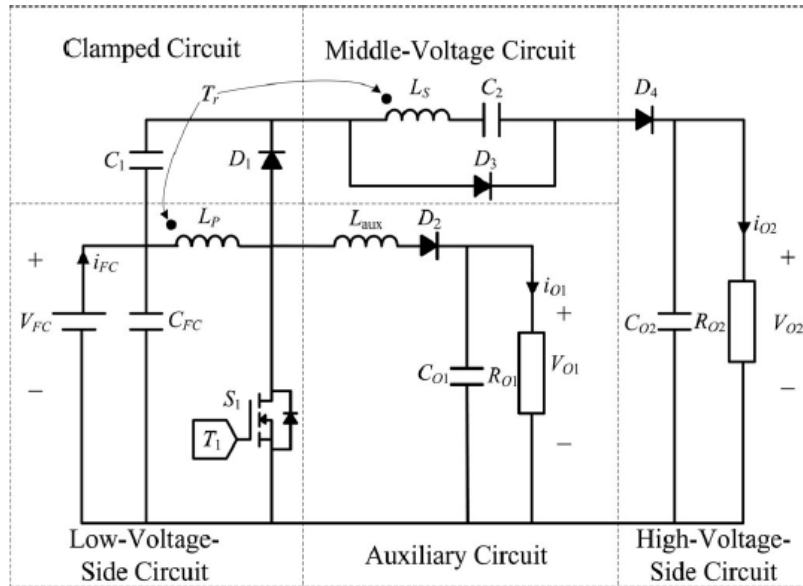 Clamped Circuit
Middle-Voltage Circuit
Tr
LS
C2
D4
C1
D1
D3
LP
Laux
D2
+
iFC
VFC
−
CFC
iO1
+
CO1
RO1
VO1
−
iO2
+
CO2
RO2
VO2
−
S1
T1
Low-Voltage-
Side Circuit
Auxiliary Circuit
High-Voltage-
Side Circuit